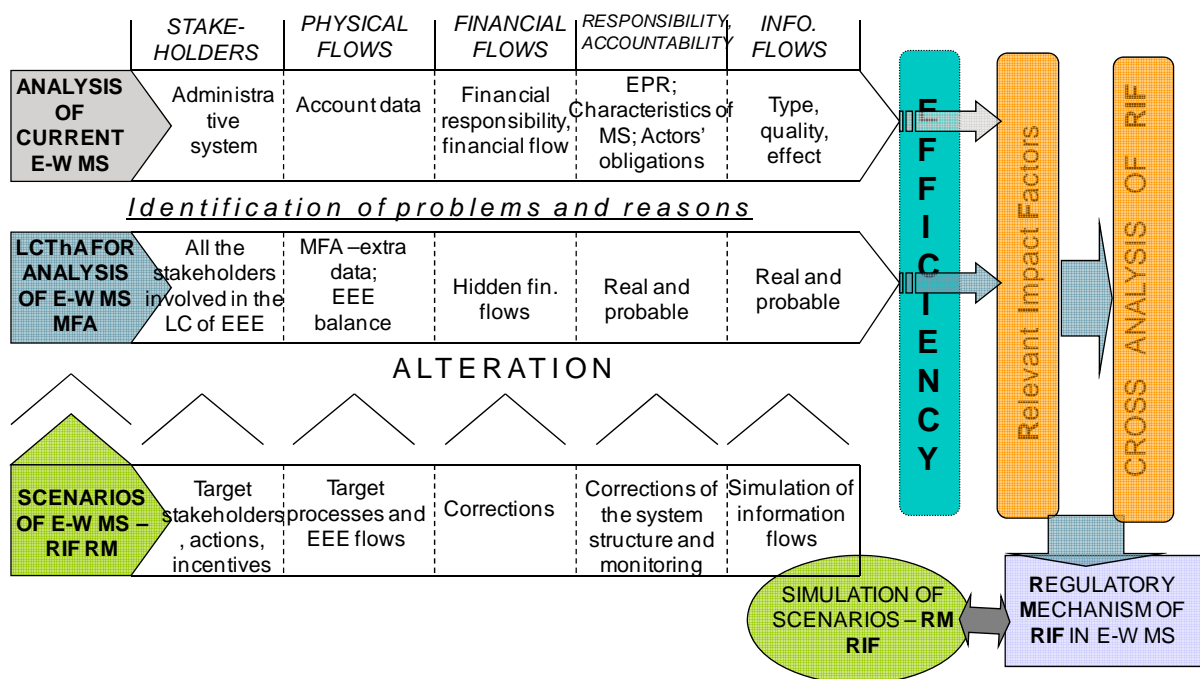 STAKE-
HOLDERS
PHYSICAL
FLOWS
FINANCIAL
FLOWS
RESPONSIBILITY,
ACCOUNTABILITY
INFO.
FLOWS
ANALYSIS
OF
CURRENT
E-W MS
Administra
tive
system
Account data
Financial
responsibility,
financial flow
EPR;
Characteristics of
MS; Actors'
obligations
Type,
quality,
effect
Identification of problems and reasons
LCThA FOR
ANALYSIS
OF E-W MS
MFA
All the
stakeholders
involved in the
LC of EEE
MFA –extra
data;
EEE
balance
Hidden fin.
flows
Real and
probable
Real and
probable
ALTERATION
SCENARIOS
OF E-W MS –
RIF RM
Target
stakeholders
, actions,
incentives
Target
processes and
EEE flows
Corrections
Corrections of
the system
structure and
monitoring
Simulation of
information
flows
EFFICIENCY
Relevant Impact Factors
CROSS ANALYSIS OF RIF
SIMULATION OF
SCENARIOS – RM
RIF
REGULATORY
MECHANISM OF
RIF IN E-W MS